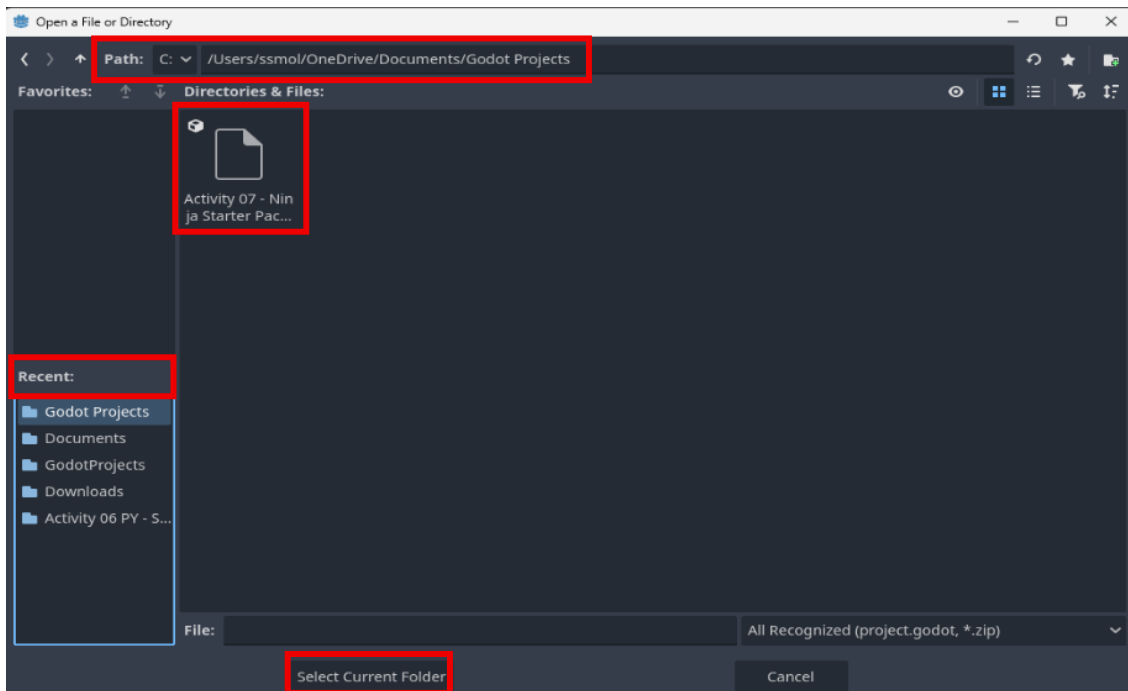 Open a File or Directory
Path: C: /Users/ssmol/OneDrive/Documents/Godot Projects
Favorites:
Directories & Files:
Activity 07 - Nin
ja Starter Pac...
Recent:
Godot Projects
Documents
GodotProjects
Downloads
Activity 06 PY - S...
File:
All Recognized (project.godot, *.zip)
Select Current Folder
Cancel